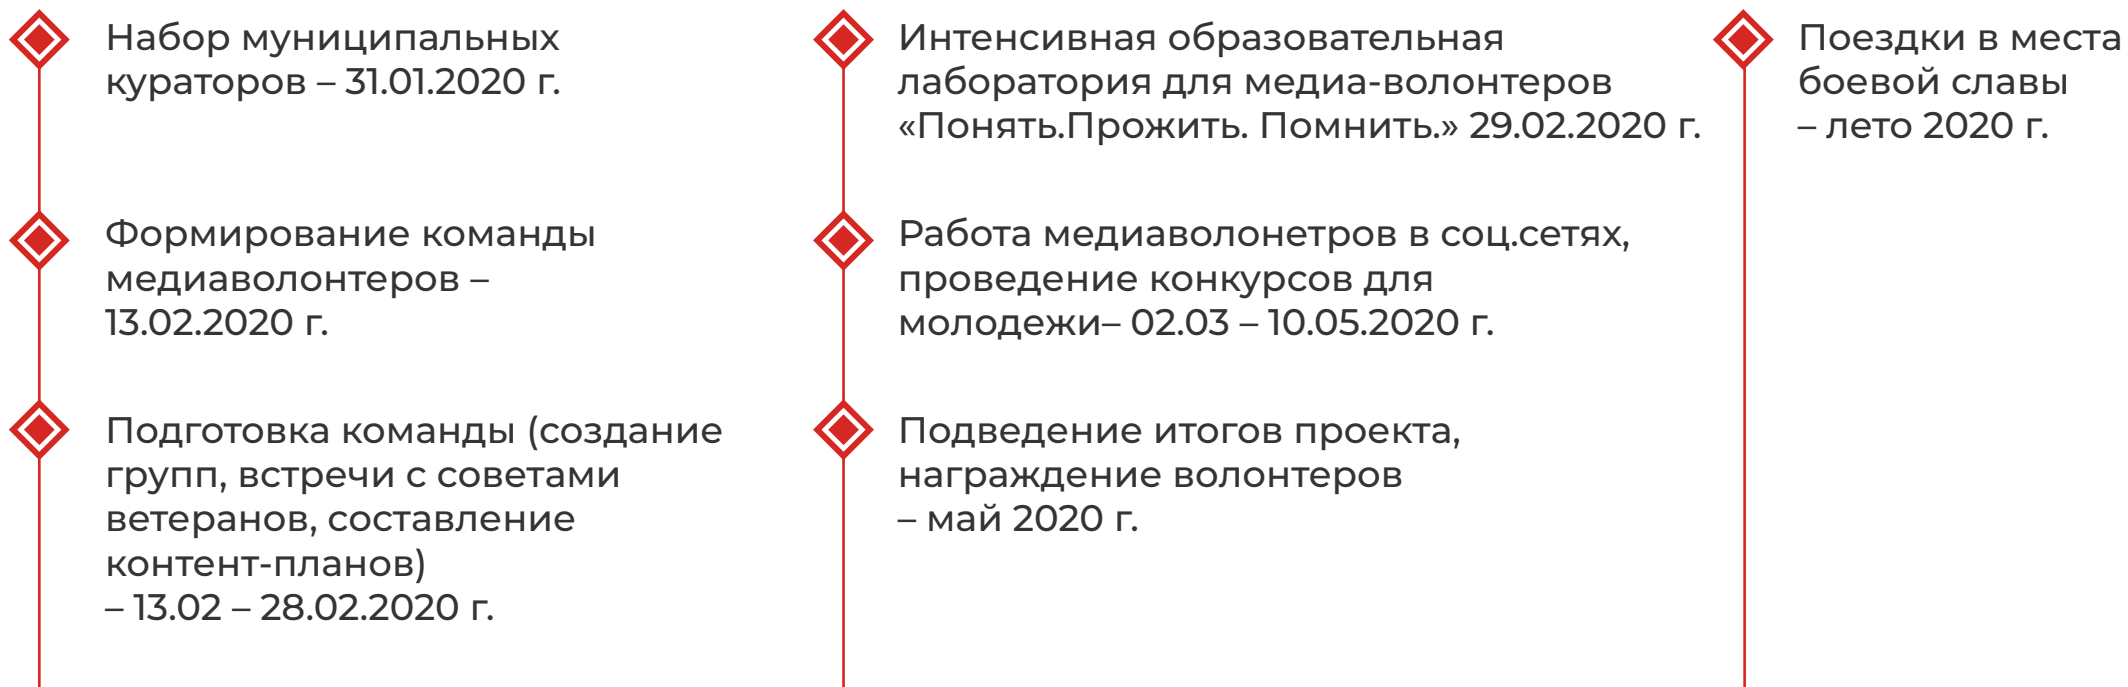 Набор муниципальных
кураторов – 31.01.2020 г.
Формирование команды
медиаволонтеров –
13.02.2020 г.
Подготовка команды (создание
групп, встречи с советами
ветеранов, составление
контент-планов)
– 13.02 – 28.02.2020 г.
Интенсивная образовательная
лаборатория для медиа-волонтеров
«Понять.Прожить. Помнить.» 29.02.2020 г.
Работа медиаволонетров в соц.сетях,
проведение конкурсов для
молодежи– 02.03 – 10.05.2020 г.
Подведение итогов проекта,
награждение волонтеров
– май 2020 г.
Поездки в места
боевой славы
– лето 2020 г.